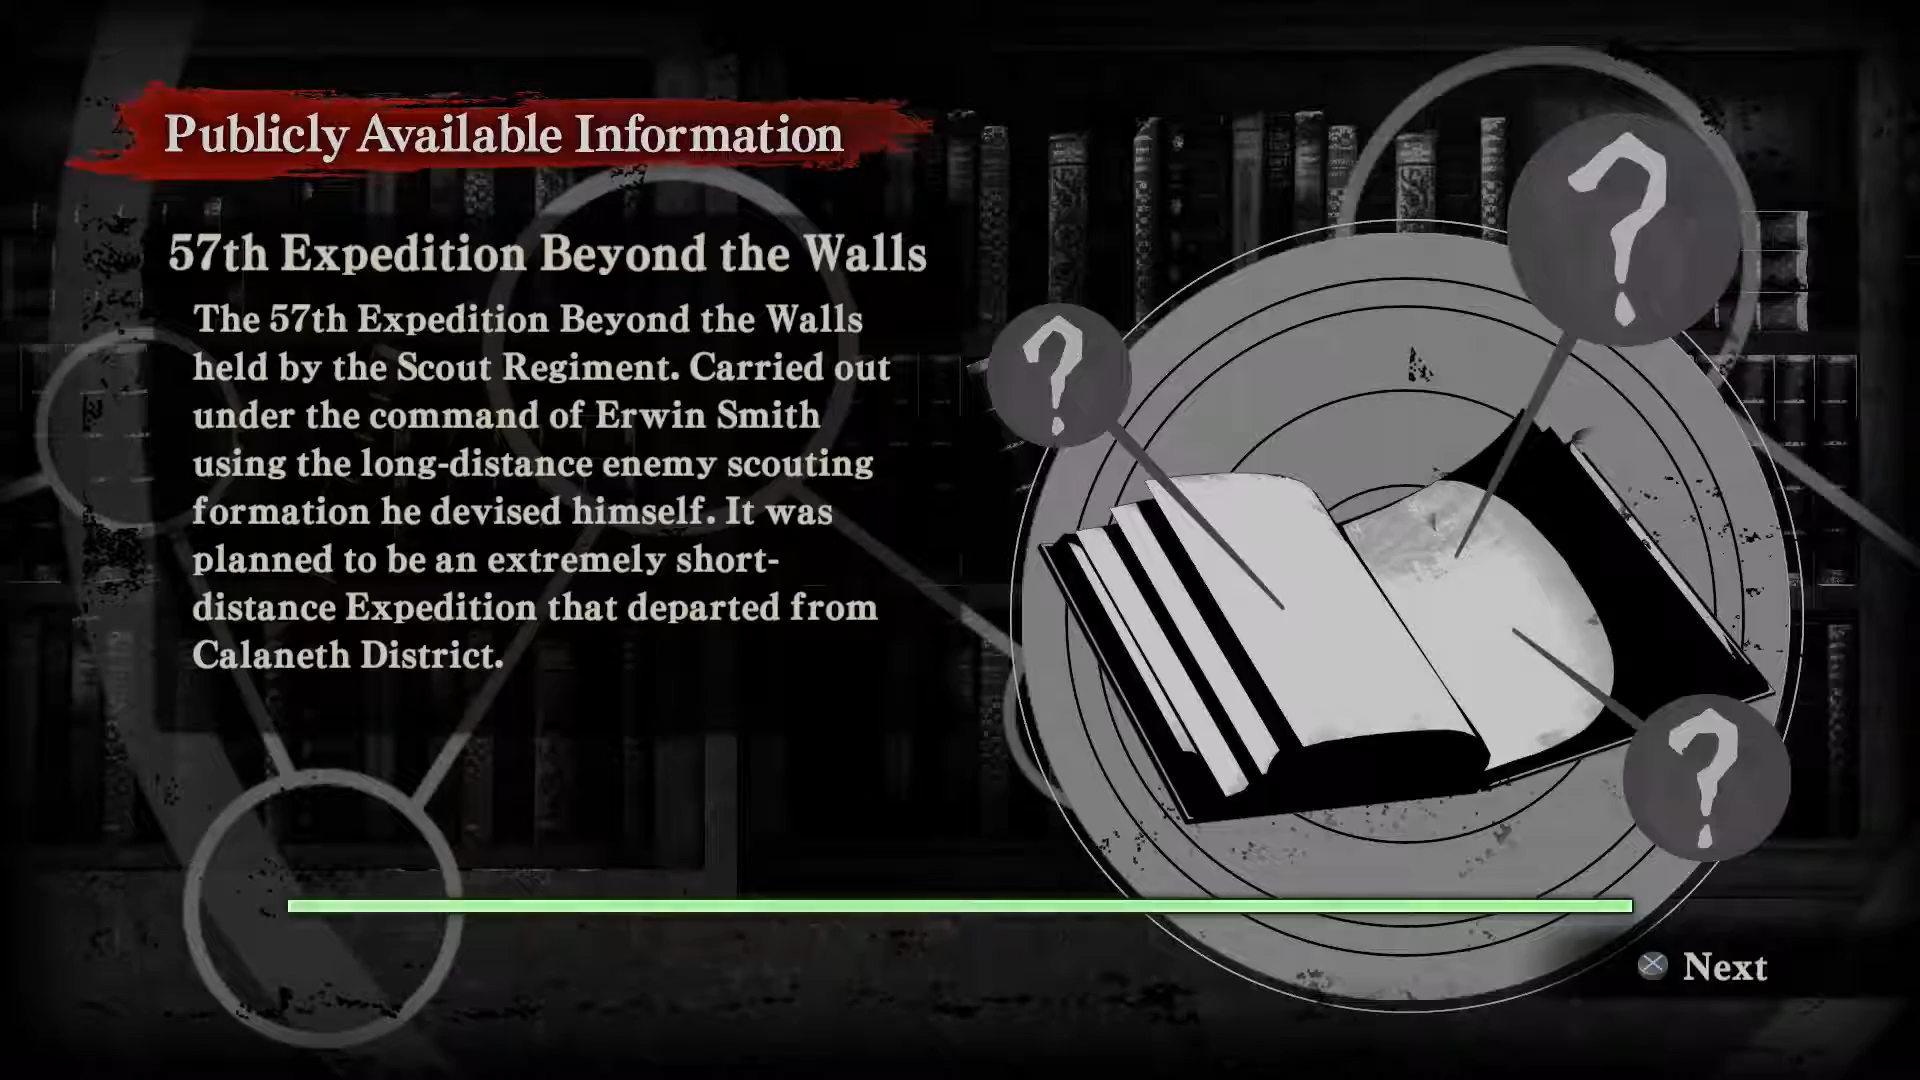 Publicly Available Information
57th Expedition Beyond the Walls
The 57th Expedition Beyond the Walls
held by the Scout Regiment. Carried out
under the command of Erwin Smith
using the long-distance enemy scouting
formation he devised himself. It was
planned to be an extremely short-
distance Expedition that departed from
Calaneth District.
?
?
?
Next